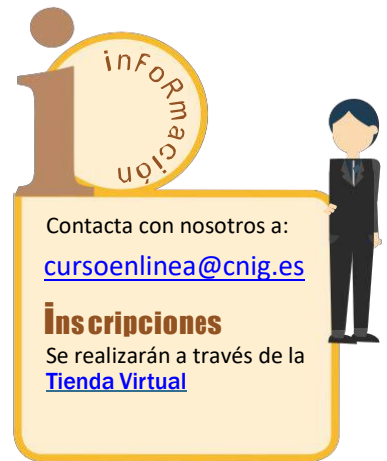 i
inFoRmación
Contacta con nosotros a:
cursoenlinea@cnig.es
inscripciones
Se realizarán a través de la
Tienda Virtual